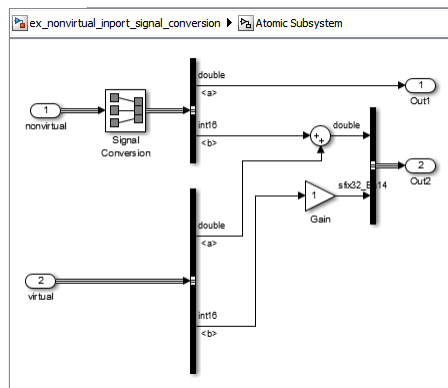 ex_nonvirtual_inport_signal_conversion ▶ Atomic Subsystem
double
<a>
1
Out1
1
nonvirtual
Signal
Conversion
int16
<b>
double
2
Out2
1
Gain
double
<a>
2
virtual
int16
<b>